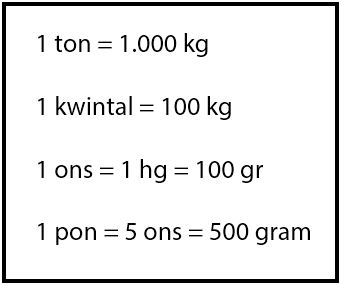 1 ton = 1.000 kg
1 kwintal = 100 kg
1 ons = 1 hg = 100 gr
1 pon = 5 ons = 500 gram